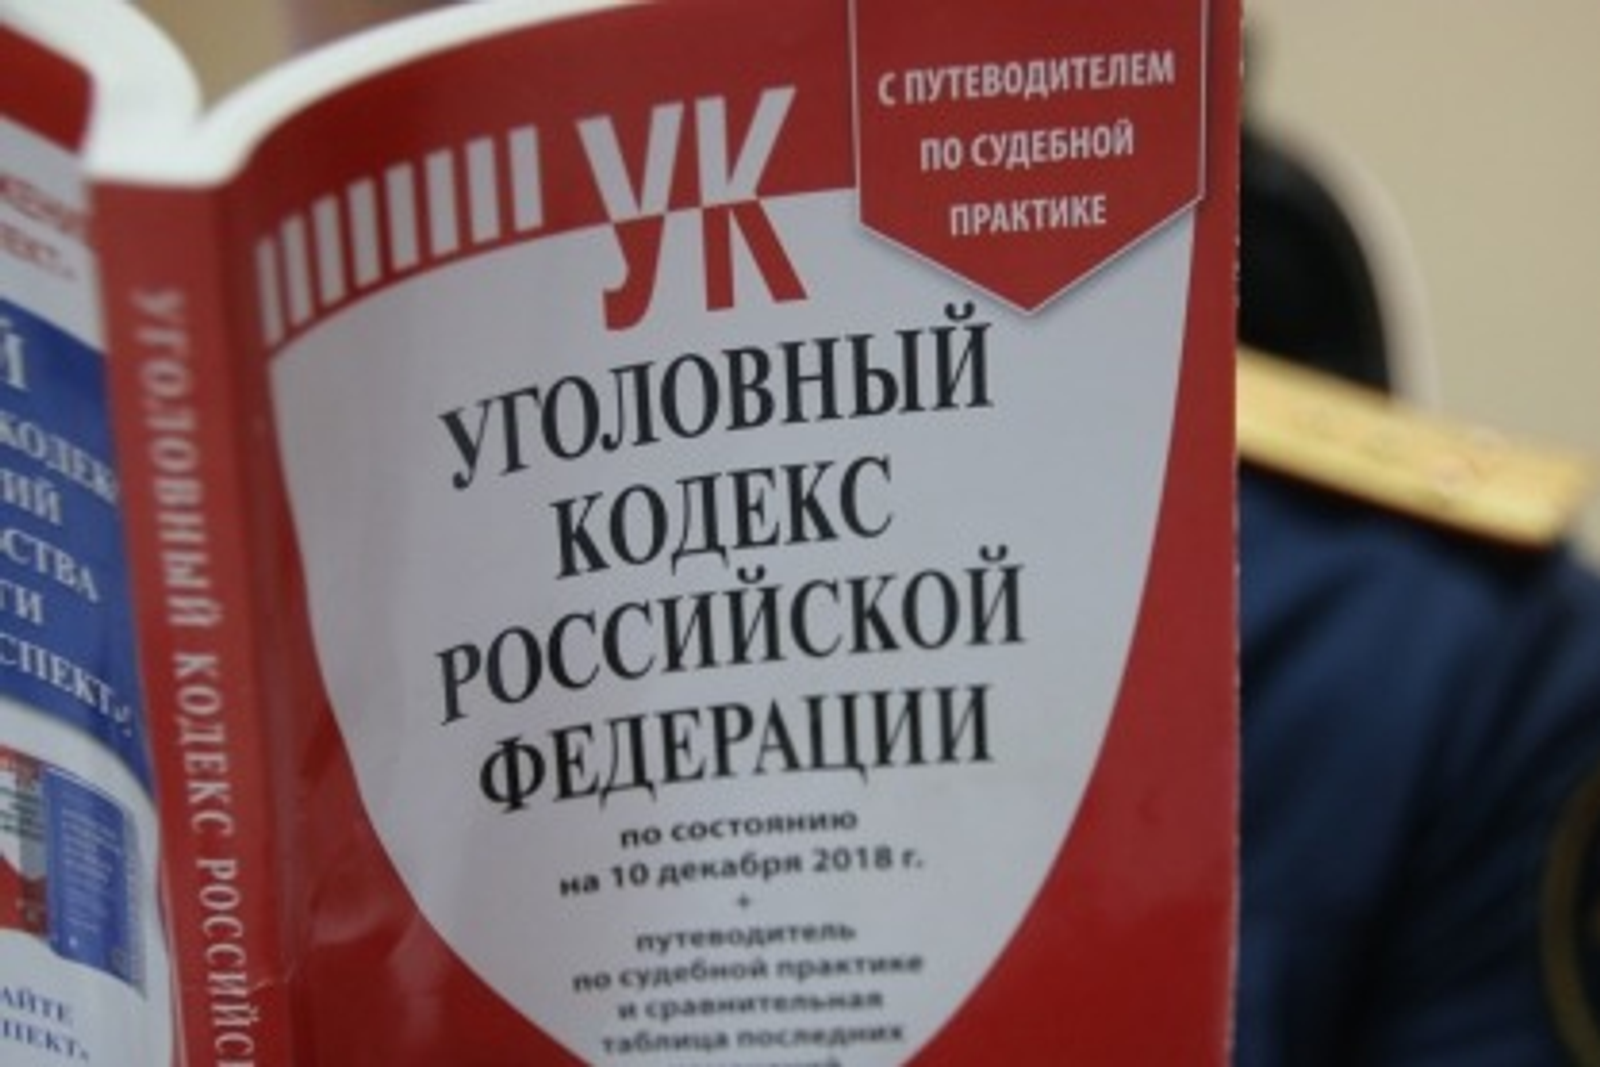 УК
С ПУТЕВОДИТЕЛЕМ
ПО СУДЕБНОЙ
ПРАКТИКЕ
УГОЛОВНЫЙ
КОДЕКС
РОССИЙСКОЙ
ФЕДЕРАЦИИ
по состоянию
на 10 декабря 2018 г.
+
путеводитель
по судебной практике
и сравнительная
таблица последних
УГОЛОВНЫЙ КОДЕКС